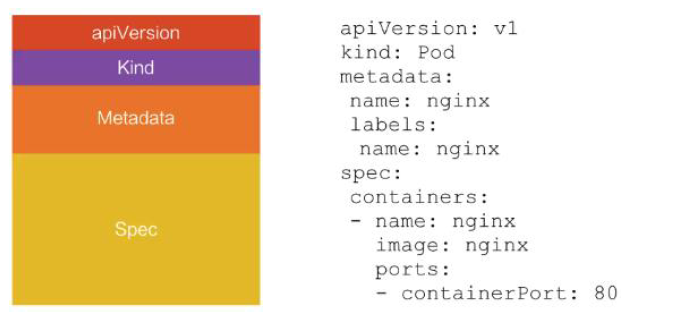 apiVersion
Kind
Metadata
Spec
apiVersion: v1
kind: Pod
metadata:
 name: nginx
 labels:
  name: nginx
spec:
 containers:
 - name: nginx
   image: nginx
   ports:
   - containerPort: 80